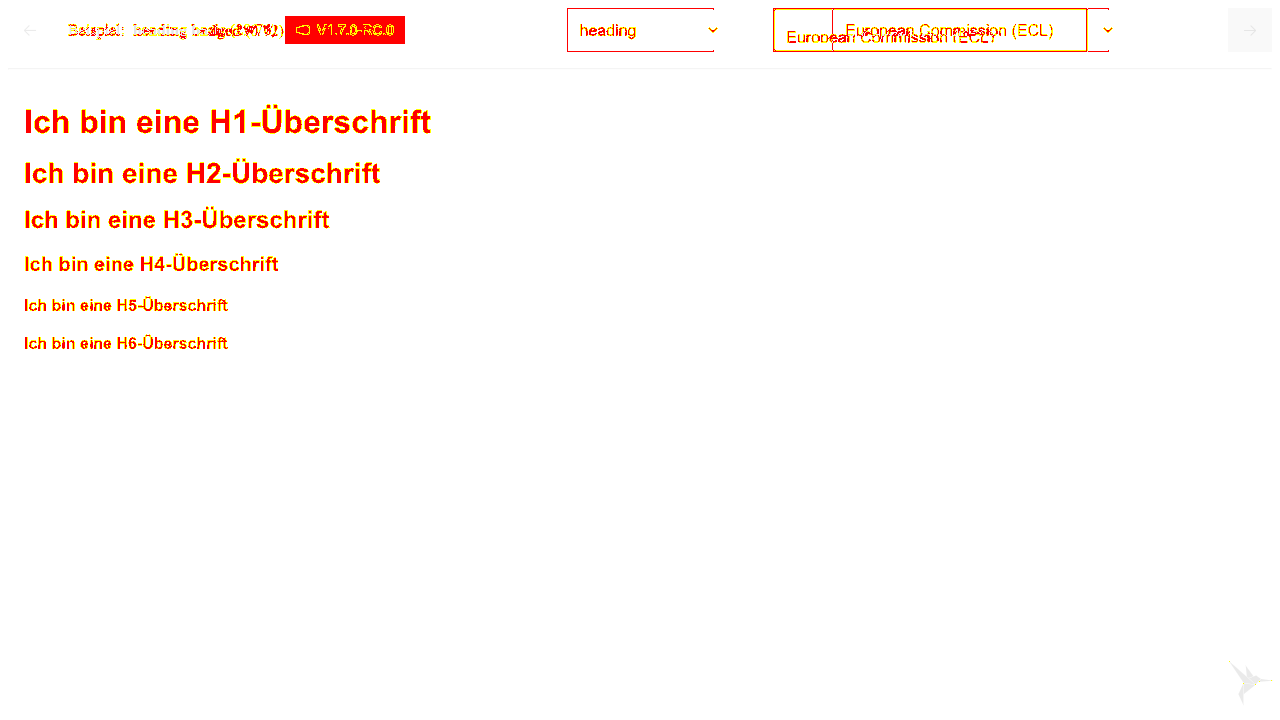 Beispiel: heading V1.7.0-RC.0 heading European Commission (ECL)
European Commission (ECL)
Ich bin eine H1-Überschrift
Ich bin eine H2-Überschrift
Ich bin eine H3-Überschrift
Ich bin eine H4-Überschrift
Ich bin eine H5-Überschrift
Ich bin eine H6-Überschrift